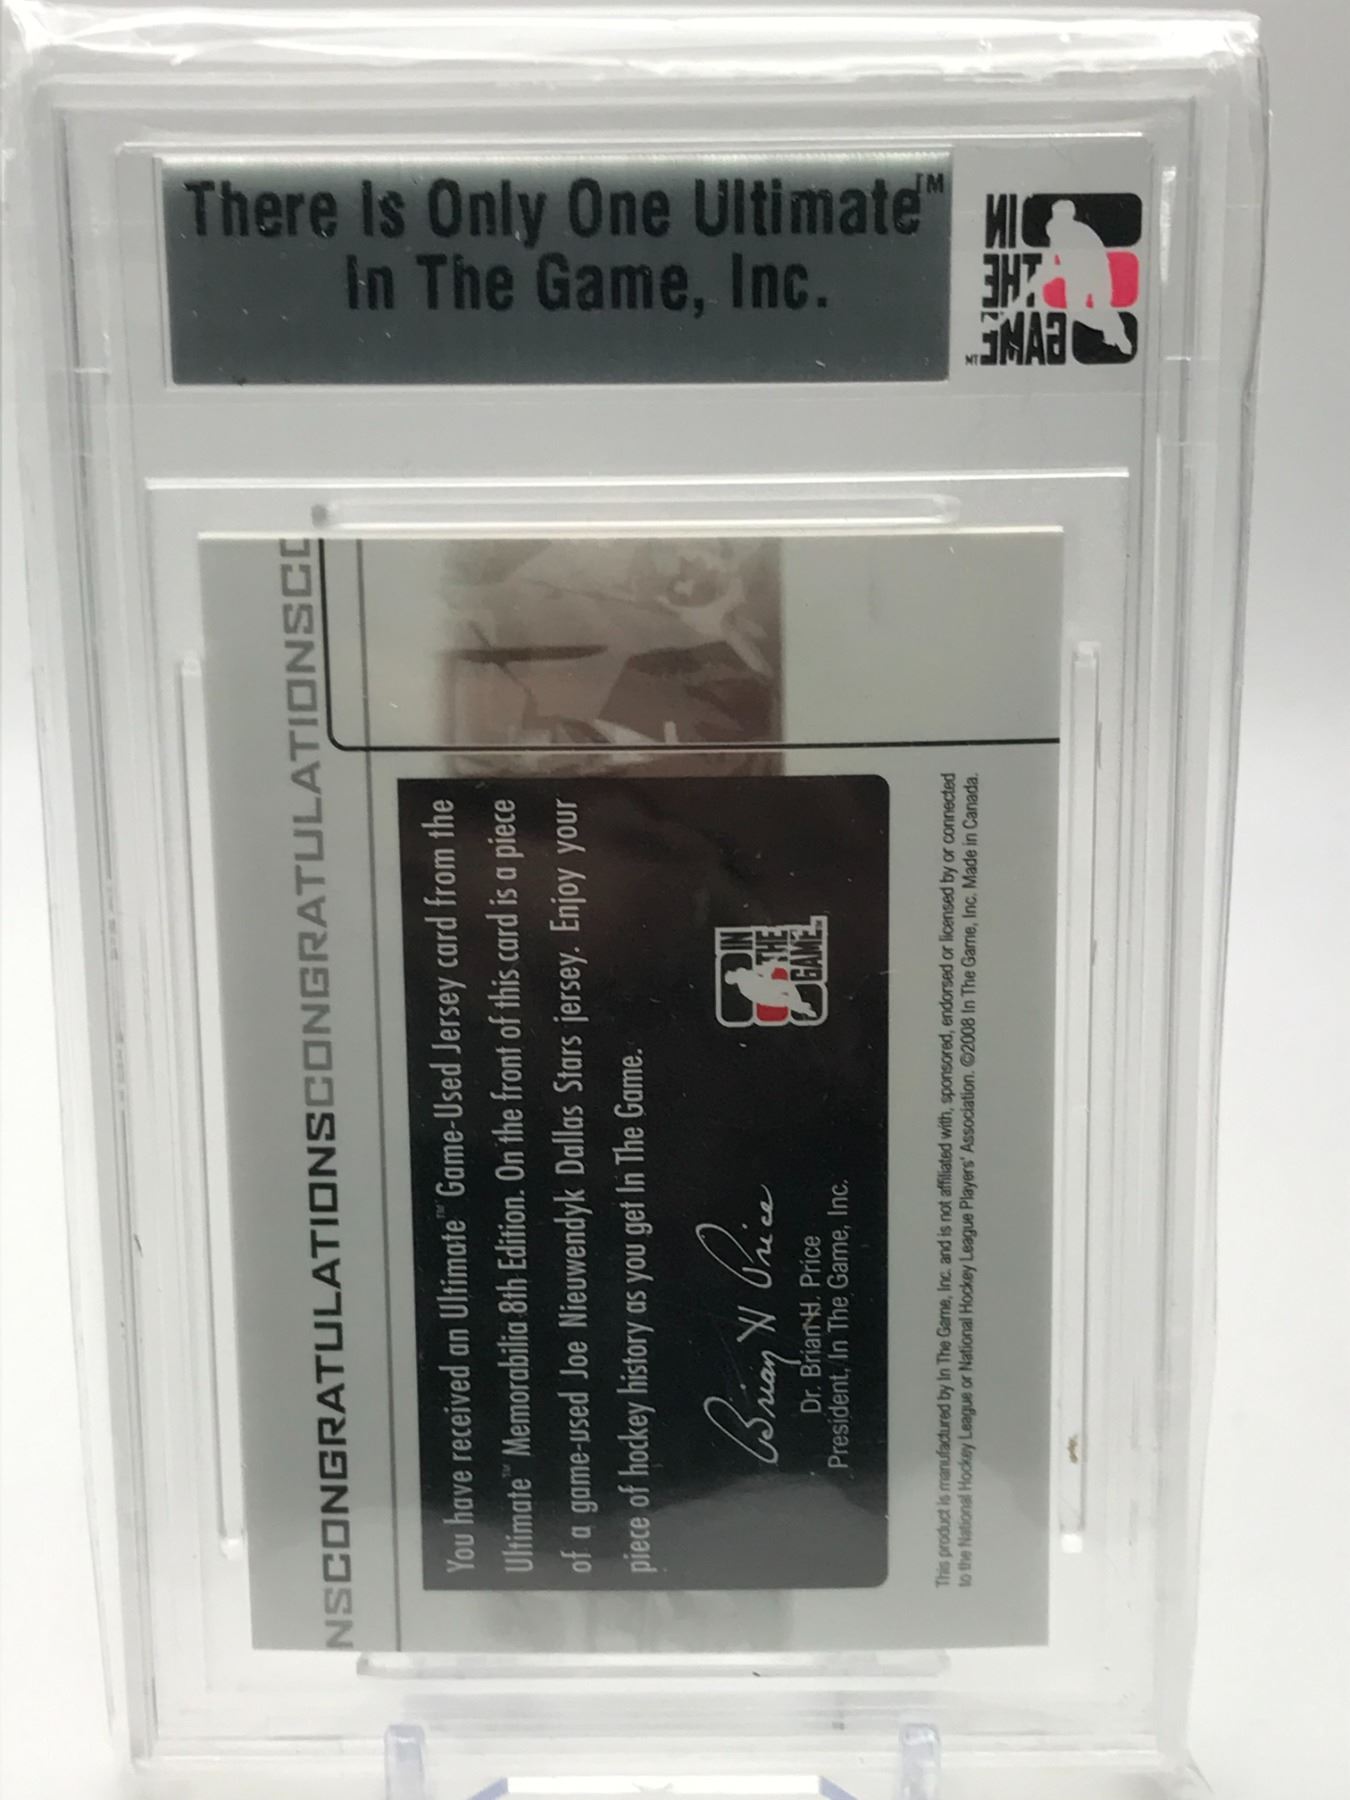 There Is Only One Ultimate™
In The Game, Inc.
IN
THE
GAME™
NSCONGRATULATIONSCONGRATULATIONSCO
You have received an Ultimate™ Game-Used Jersey card from the
Ultimate™ Memorabilia 8th Edition. On the front of this card is a piece
of a game-used Joe Nieuwendyk Dallas Stars jersey. Enjoy your
piece of hockey history as you get In The Game.
IN
THE
GAME™
Brian H Price
Dr. Brian H. Price
President, In The Game, Inc.
This product is manufactured by In The Game, Inc. and is not affiliated with, sponsored, endorsed or licensed by or connected
to the National Hockey League or National Hockey League Players' Association. ©2008 In The Game, Inc. Made in Canada.